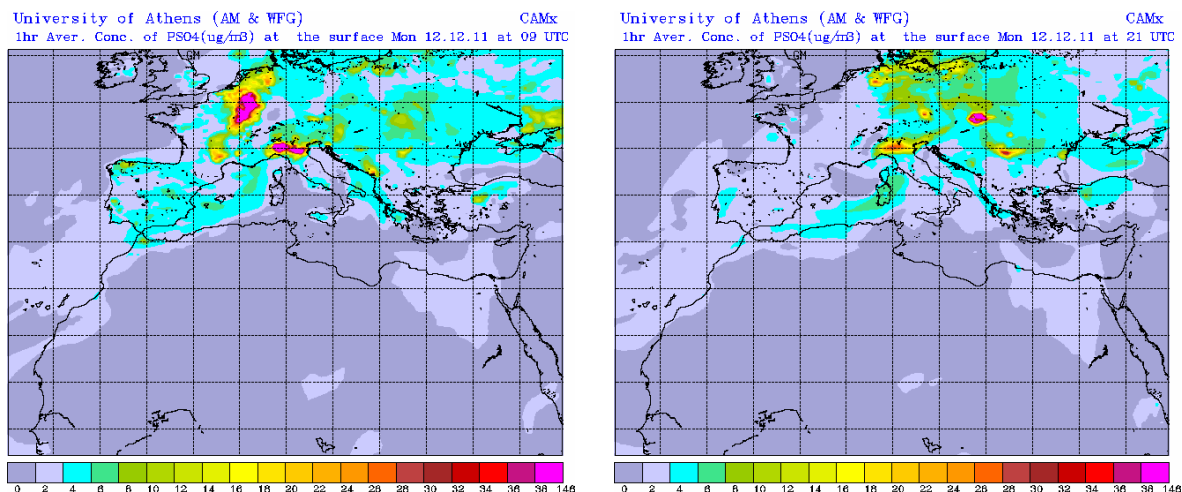 University of Athens (AM & WFG) CAMx
1hr Aver. Conc. of PSO4(ug/m3) at the surface Mon 12.12.11 at 09 UTC
GM
0 2 4 6 8 10 12 14 16 18 20 22 24 26 28 30 32 34 36 38 146
University of Athens (AM & WFG) CAMx
1hr Aver. Conc. of PSO4(ug/m3) at the surface Mon 12.12.11 at 21 UTC
GM
0 2 4 6 8 10 12 14 16 18 20 22 24 26 28 30 32 34 36 38 146